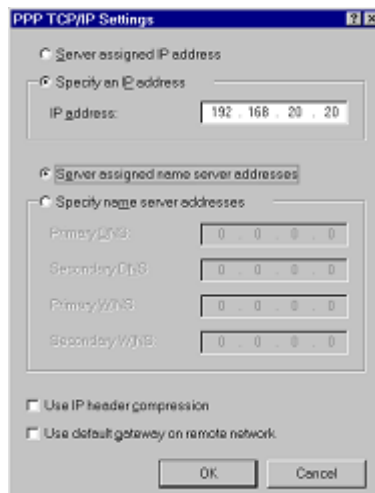 PPP TCP/IP Settings
Server assigned IP address
Specify an IP address
IP address: 192 . 168 . 20 . 20
Server assigned name server addresses
Specify name server addresses
Primary DNS: 0 . 0 . 0 . 0
Secondary DNS: 0 . 0 . 0 . 0
Primary WINS: 0 . 0 . 0 . 0
Secondary WINS: 0 . 0 . 0 . 0
Use IP header compression
Use default gateway on remote network
OK Cancel